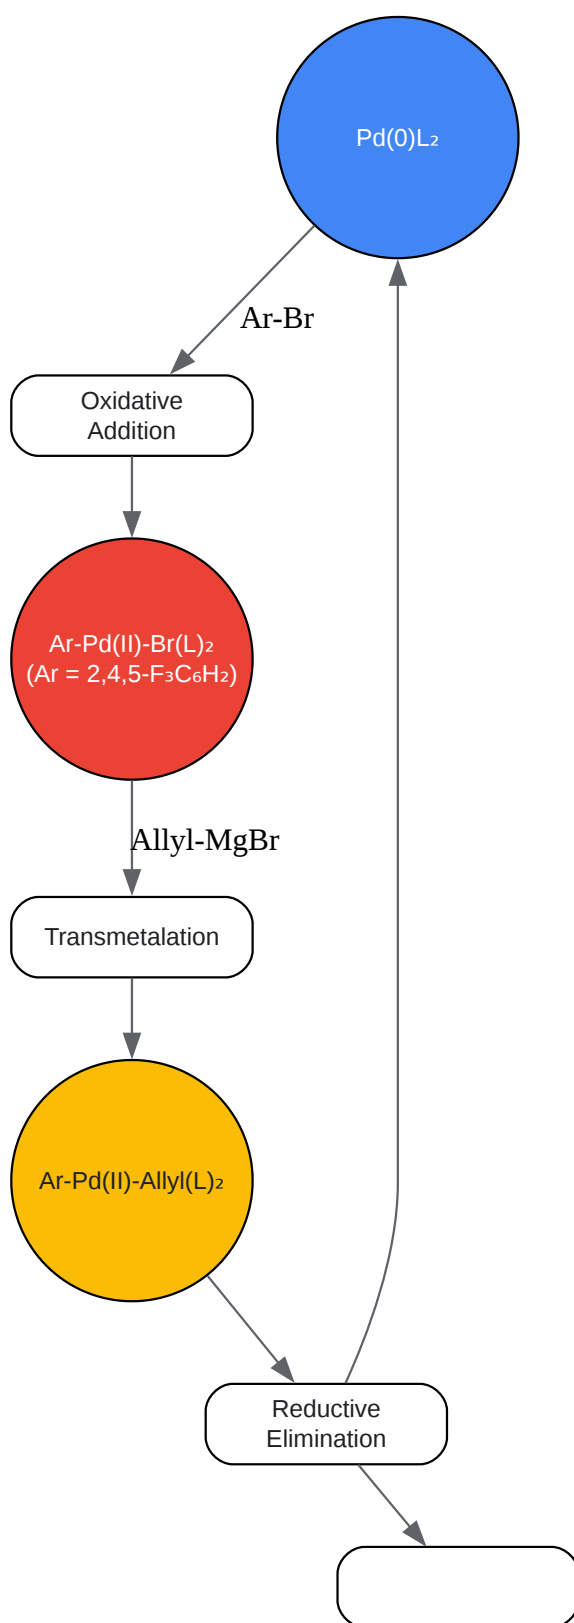 Pd(0)L₂
Ar-Br
Oxidative
Addition
Ar-Pd(II)-Br(L)₂
(Ar = 2,4,5-F₃C₆H₂)
Allyl-MgBr
Transmetalation
Ar-Pd(II)-Allyl(L)₂
Reductive
Elimination